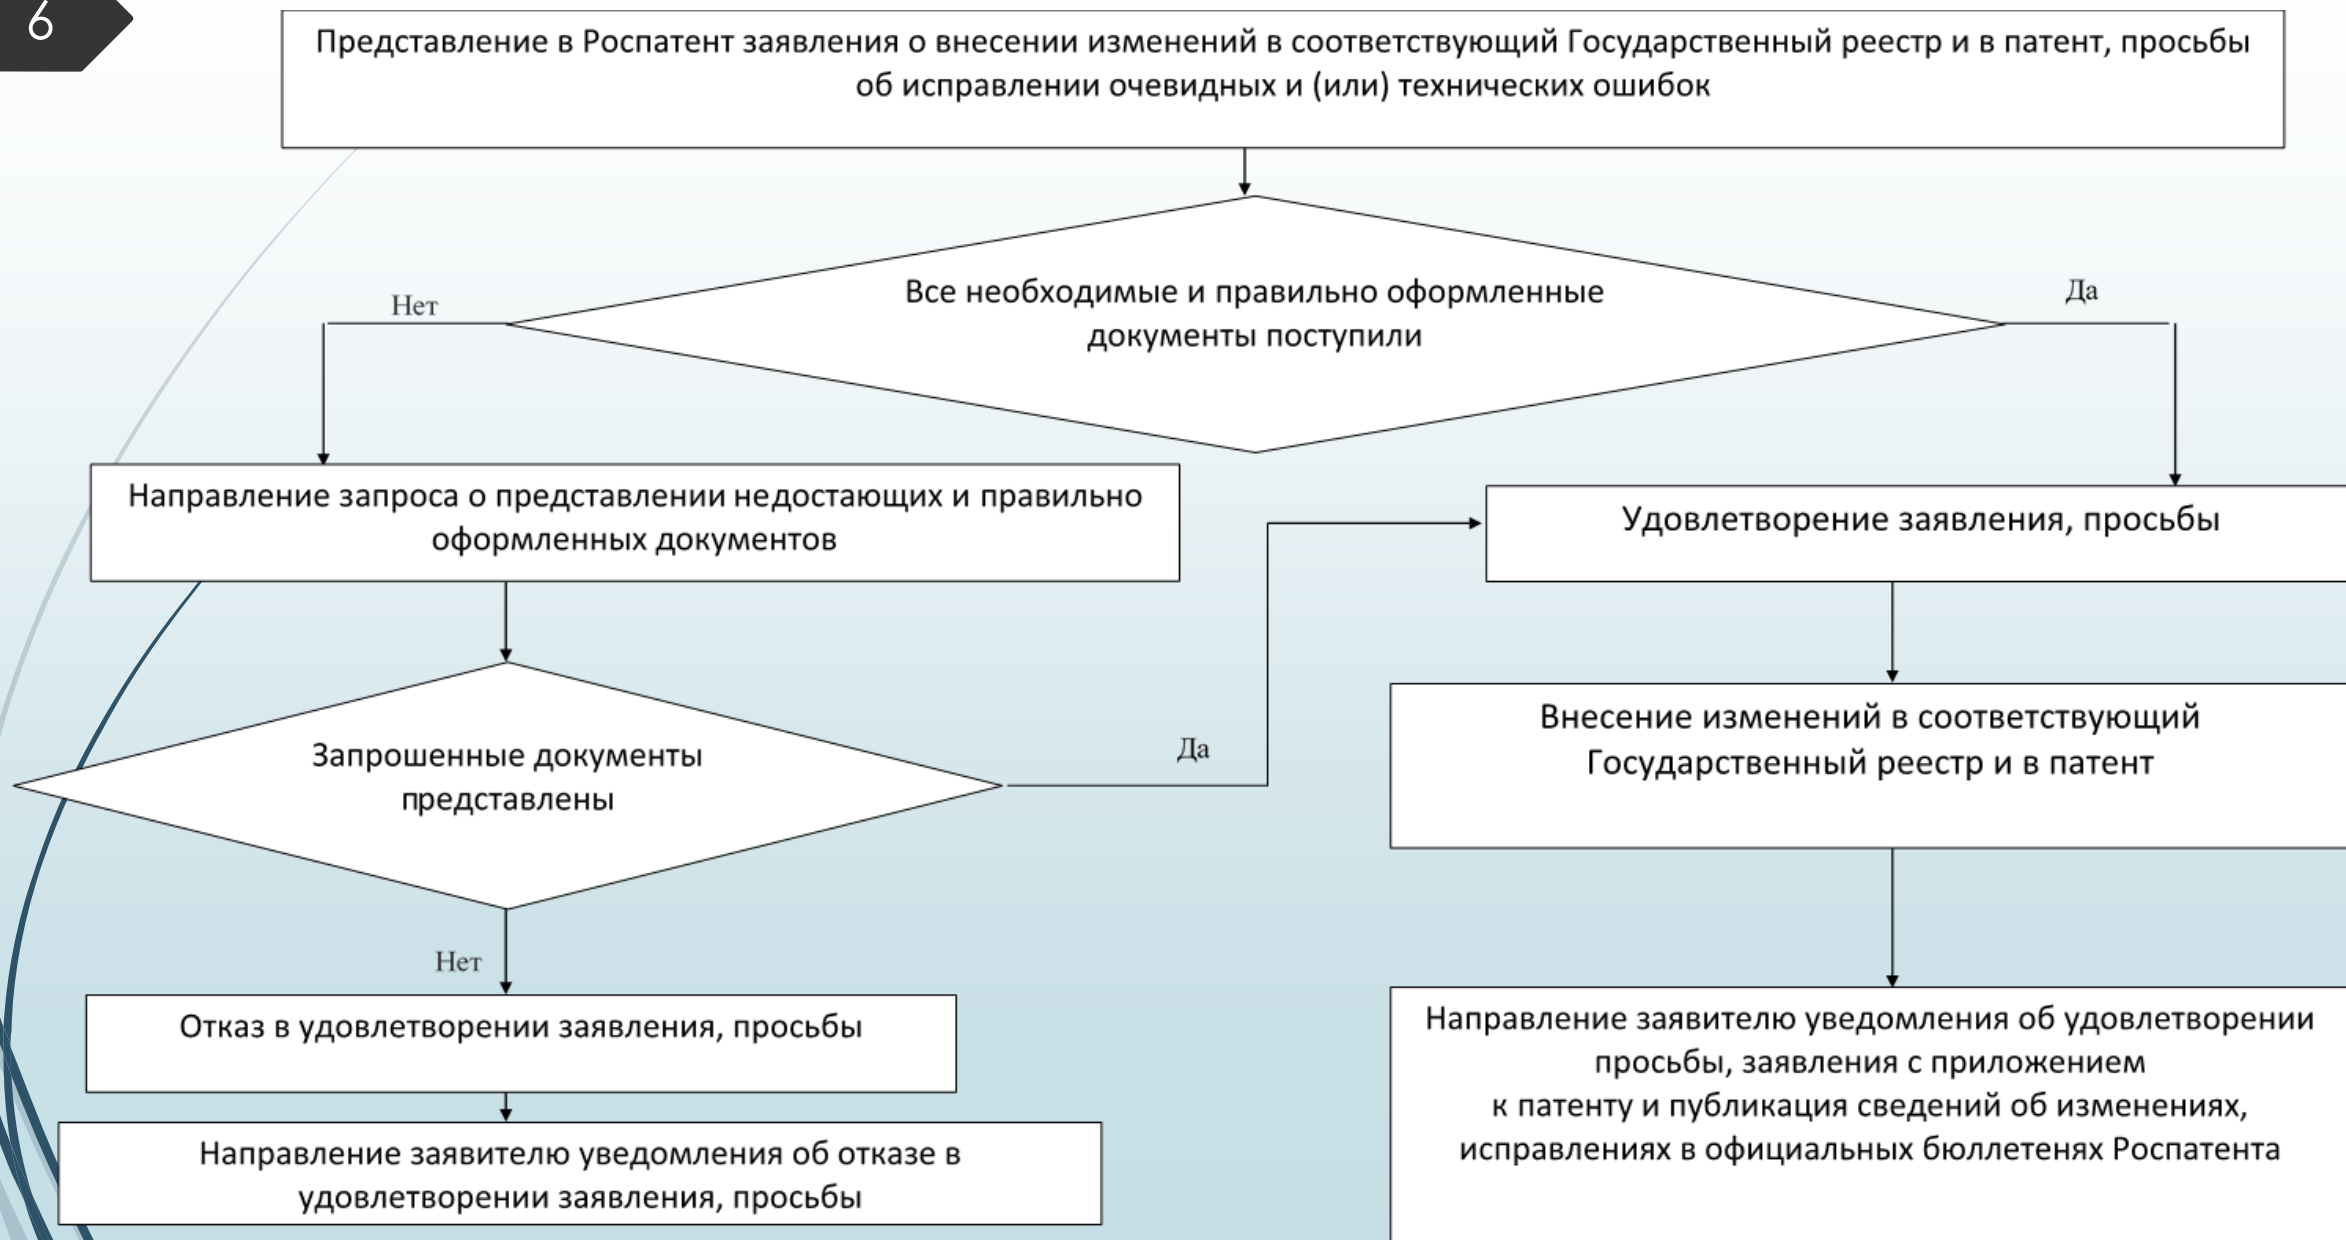 6
Представление в Роспатент заявления о внесении изменений в соответствующий Государственный реестр и в патент, просьбы
об исправлении очевидных и (или) технических ошибок
Все необходимые и правильно оформленные
документы поступили
Нет
Да
Направление запроса о представлении недостающих и правильно
оформленных документов
Удовлетворение заявления, просьбы
Запрошенные документы
представлены
Да
Внесение изменений в соответствующий
Государственный реестр и в патент
Нет
Отказ в удовлетворении заявления, просьбы
Направление заявителю уведомления об отказе в
удовлетворении заявления, просьбы
Направление заявителю уведомления об удовлетворении
просьбы, заявления с приложением
к патенту и публикация сведений об изменениях,
исправлениях в официальных бюллетенях Роспатента